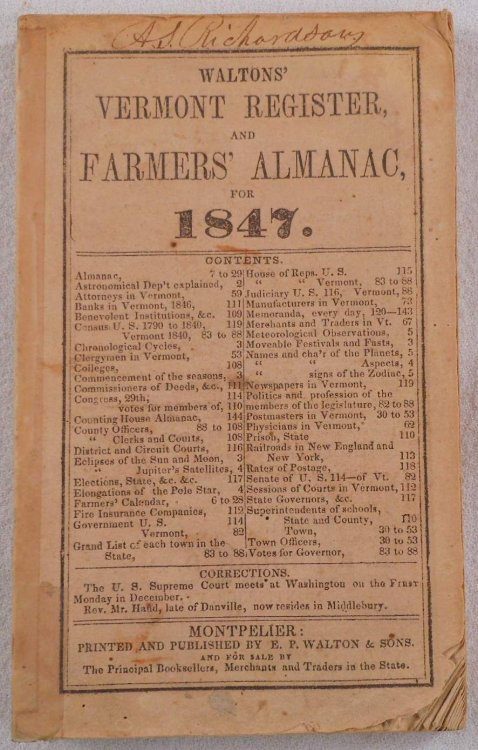 A. S. Richardsons
WALTONS'
VERMONT REGISTER,
AND
FARMERS' ALMANAC,
FOR
1847.
CONTENTS.
Almanac, 7 to 29
Astronomical Dep't explained, 2
Attorneys in Vermont, 59
Banks in Vermont, 1846, 111
Benevolent Institutions, &c. 109
Census U. S. 1790 to 1840, 119
Vermont 1840, 83 to 88
Chronological Cycles, 3
Clergymen in Vermont, 53
Colleges, 108
Commencement of the seasons, 3
Commissioners of Deeds, &c., 111
Congress, 29th; 114
votes for members of, 110
Counting House Almanac, 144
County Officers, 88 to 108
" Clerks and Courts, 108
District and Circuit Courts, 116
Eclipses of the Sun and Moon, 3
" Jupiter's Satellites, 4
Elections, State, &c. &c. 117
Elongations of the Pole Star, 4
Farmers' Calendar, 6 to 28
Fire Insurance Companies, 112
Government U. S. 114
Vermont, 82
Grand List of each town in the
State, 83 to 88
House of Reps. U. S. 115
" " Vermont, 83 to 88
Judiciary U. S. 116, Vermont, 86
Manufacturers in Vermont, 73
Memoranda, every day, 120—143
Mershants and Traders in Vt. 67
Meteorological Observations, 5
Moveable Festivals and Fasts, 3
Names and cha'r of the Planets, 5
" " Aspects, 4
" signs of the Zodiac, 5
Newspapers in Vermont, 119
Politics and profession of the
members of the legislature, 82 to 88
Postmasters in Vermont, 30 to 53
Physicians in Vermont, 62
Prison, State 110
Railroads in New England and
New York, 113
Rates of Postage, 118
Senate of U. S. 114—of Vt. 82
Sessions of Courts in Vermont, 112
State Governors, &c. 117
Superintendents of schools,
State and County, 110
Town, 30 to 53
Town Officers, 30 to 53
Votes for Governor, 83 to 88
CORRECTIONS.
The U. S. Supreme Court meets at Washington on the FIRST
Monday in December.
Rev. Mr. Hand, late of Danville, now resides in Middlebury.
MONTPELIER:
PRINTED AND PUBLISHED BY E. P. WALTON & SONS.
AND FOR SALE BY
The Principal Booksellers, Merchants and Traders in the State.